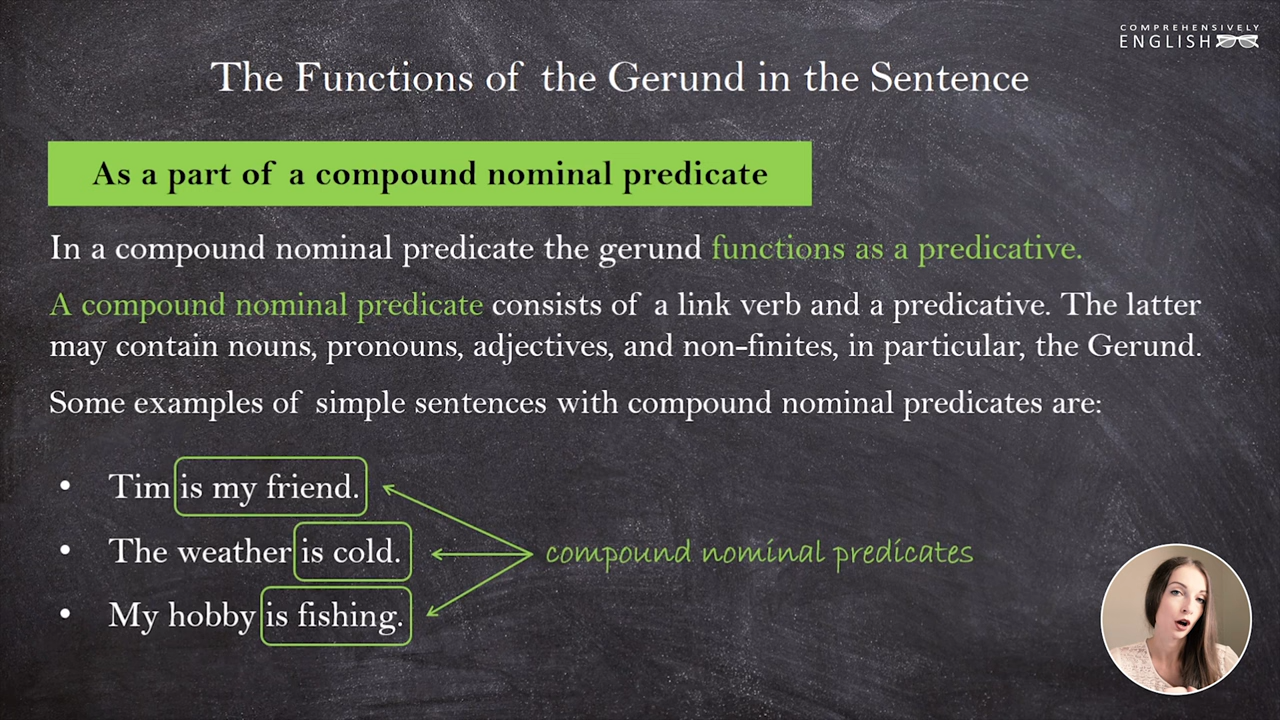 COMPREHENSIVELY
ENGLISH
The Functions of the Gerund in the Sentence
As a part of a compound nominal predicate
In a compound nominal predicate the gerund functions as a predicative.
A compound nominal predicate consists of a link verb and a predicative. The latter
may contain nouns, pronouns, adjectives, and non-finites, in particular, the Gerund.
Some examples of simple sentences with compound nominal predicates are:
• Tim is my friend.
• The weather is cold.
compound nominal predicates
• My hobby is fishing.